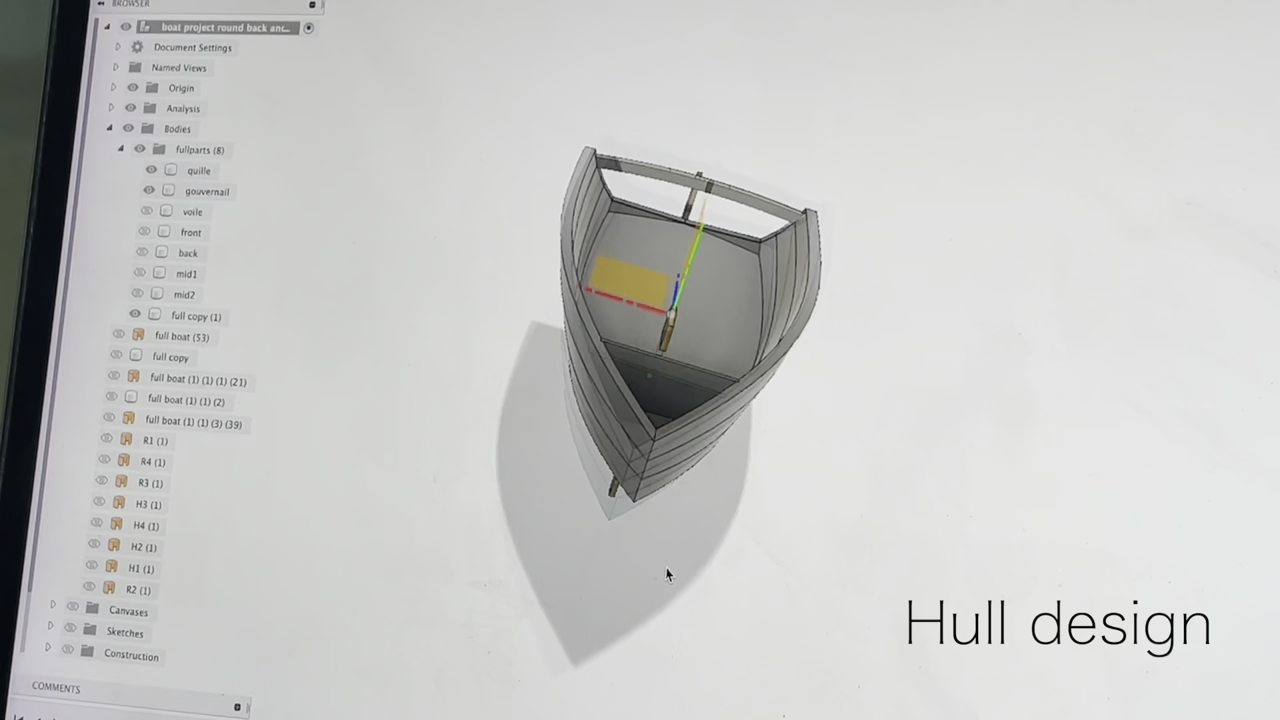 BROWSER
boat project round back anc...
Document Settings
Named Views
Origin
Analysis
Bodies
fullparts (8)
quille
gouvernail
voile
front
back
mid1
mid2
full copy (1)
full boat (53)
full copy
full boat (1) (1) (1) (21)
full boat (1) (1) (2)
full boat (1) (1) (3) (39)
R1 (1)
R4 (1)
R3 (1)
H3 (1)
H4 (1)
H2 (1)
H1 (1)
R2 (1)
Canvases
Sketches
Construction
COMMENTS
Hull design